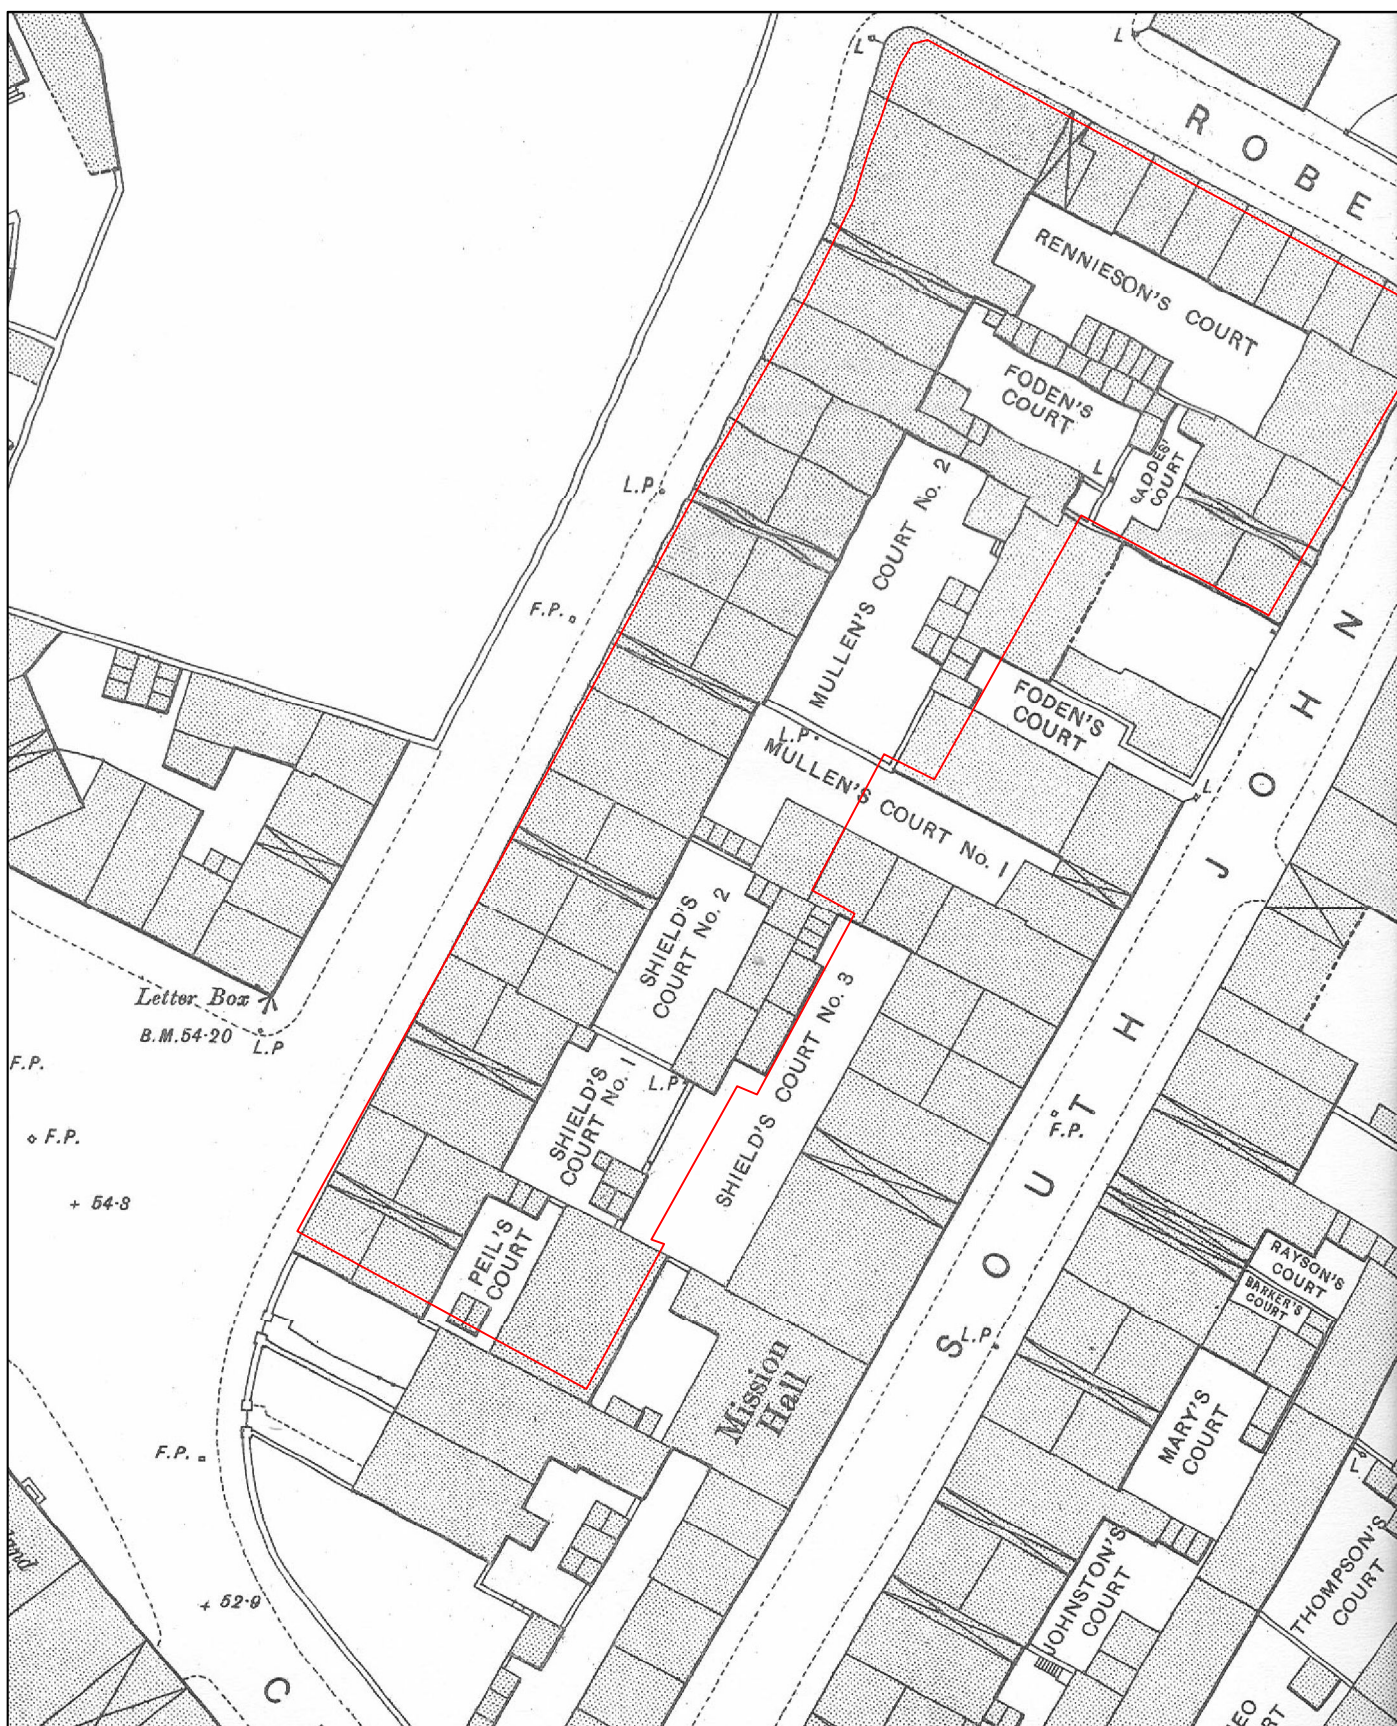 L
L
R O B E
RENNIESON'S COURT
FODEN'S
COURT
L
COURT
MULLEN'S COURT No. 2
L.P.
F.P.
FODEN'S
COURT
L.P.
MULLEN'S COURT No. 1
L
SOUTH JOHN
SHIELD'S
COURT No. 2
SHIELD'S COURT No. 3
Letter Box
B.M.54·20
L.P
F.P.
F.P.
+ 54·8
SHIELD'S
COURT No. 1
L.P
F.P.
PEIL'S
COURT
RAYSON'S
COURT
BARKER'S
COURT
L.P
Mission
Hall
MARY'S
COURT
F.P.
L
JOHNSTON'S
COURT
THOMPSON'S
COURT
+ 52·9
C